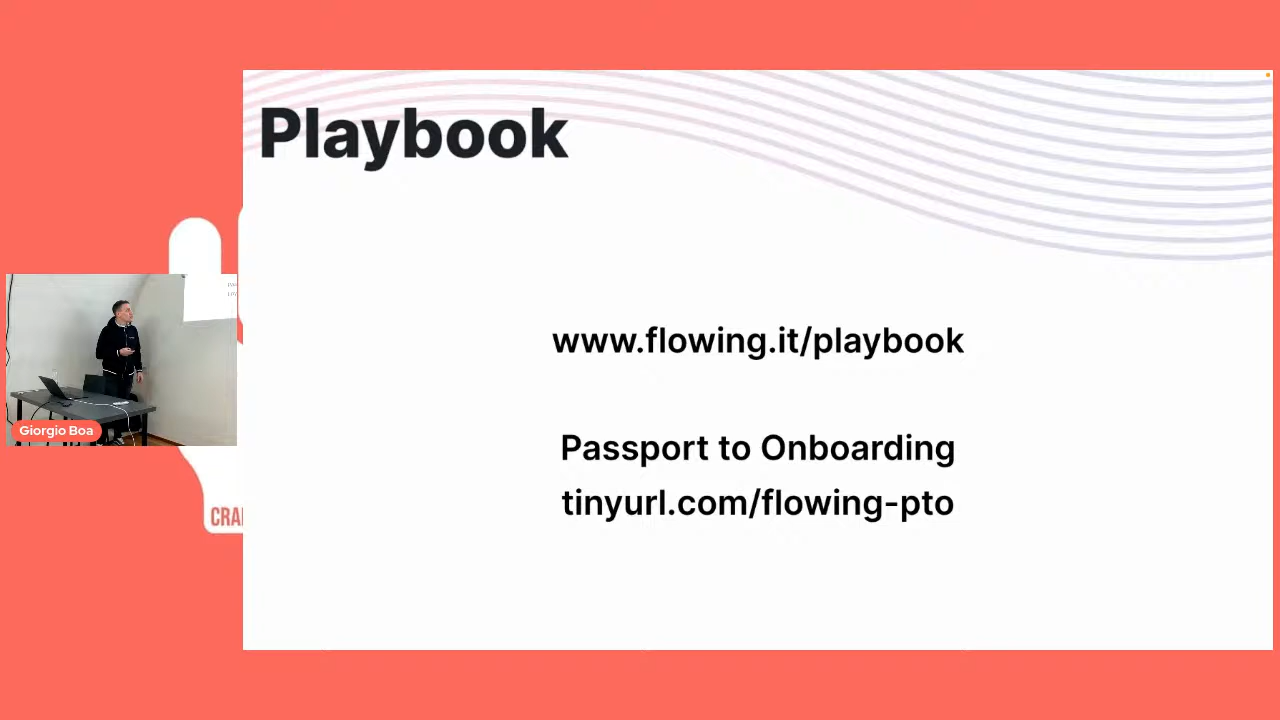 Playbook
www.flowing.it/playbook
Passport to Onboarding
tinyurl.com/flowing-pto
Giorgio Boa